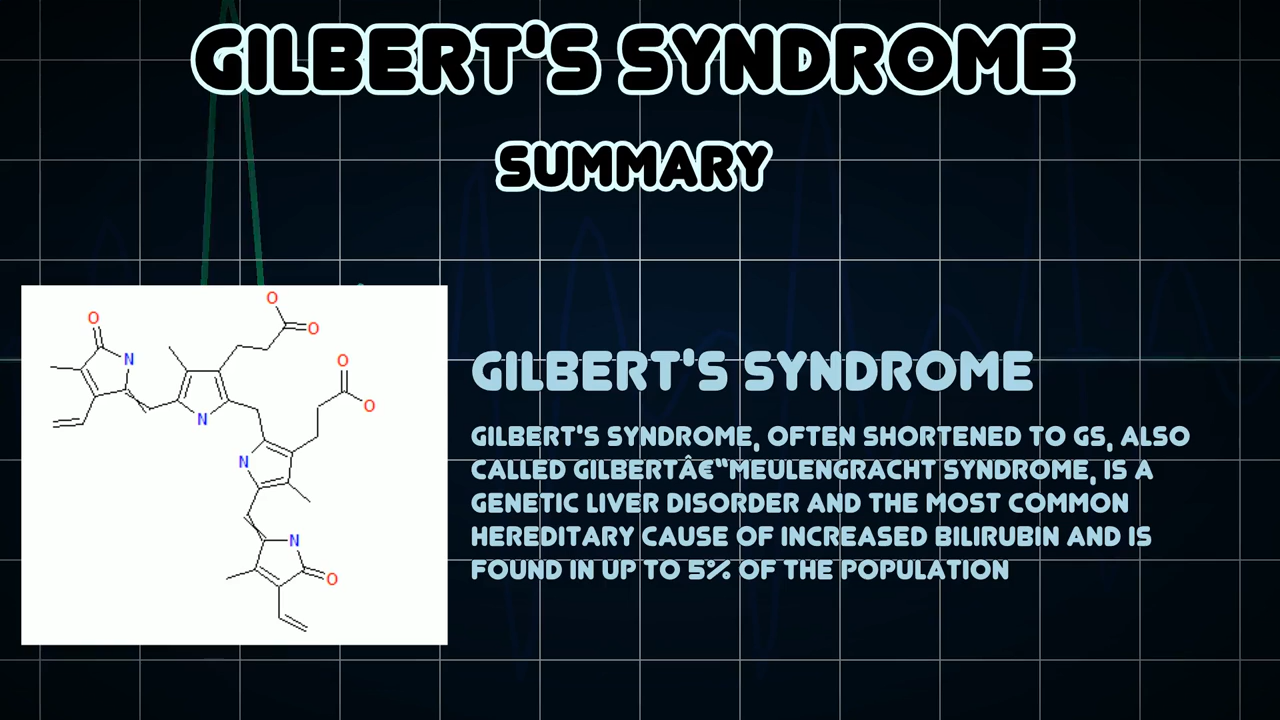 GILBERT'S SYNDROME
SUMMARY
O
O
O
N
O
N
O
N
N
O
GILBERT'S SYNDROME
GILBERT'S SYNDROME, OFTEN SHORTENED TO GS, ALSO
CALLED GILBERTÂ€“MEULENGRACHT SYNDROME, IS A
GENETIC LIVER DISORDER AND THE MOST COMMON
HEREDITARY CAUSE OF INCREASED BILIRUBIN AND IS
FOUND IN UP TO 5% OF THE POPULATION